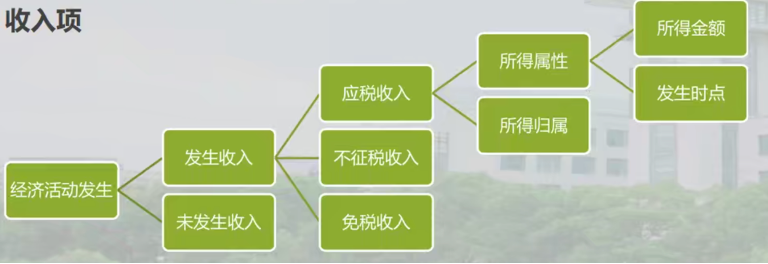 收入项
所得金额
所得属性
应税收入
发生时点
所得归属
发生收入
不征税收入
经济活动发生
未发生收入
免税收入